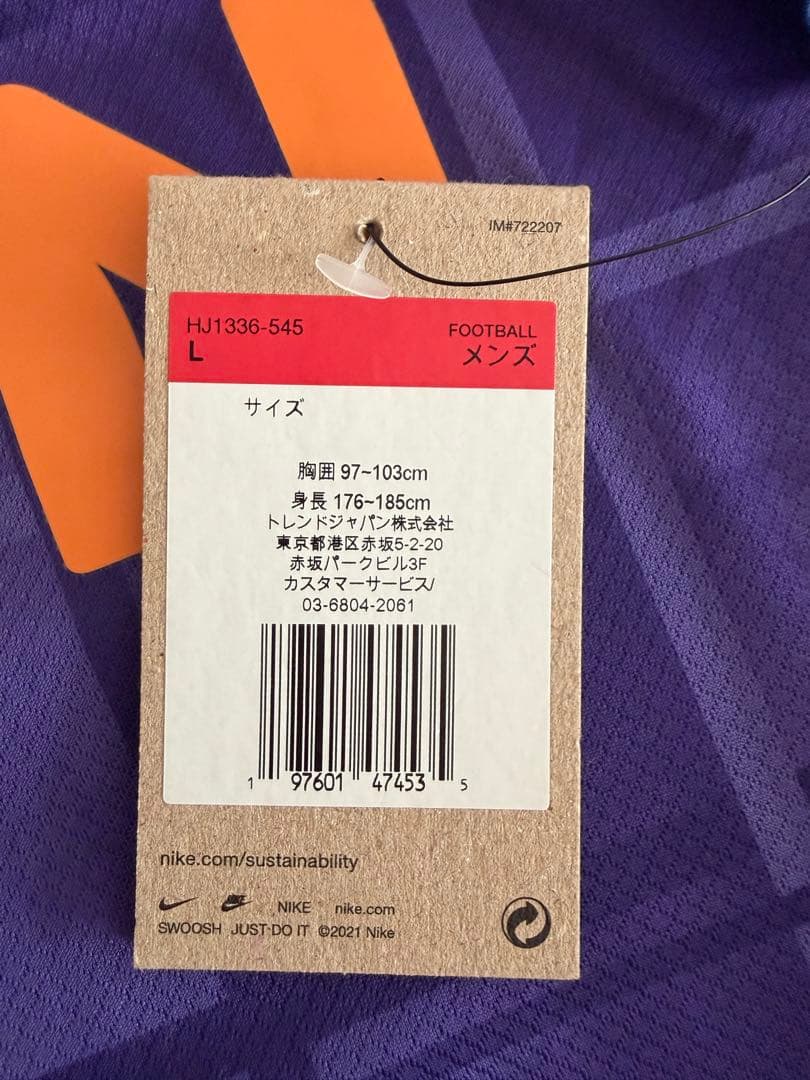 IM#722207
HJ1336-545
FOOTBALL
L
メンズ
サイズ
胸囲 97~103cm
身長 176~185cm
トレンドジャパン株式会社
東京都港区赤坂5-2-20
赤坂パークビル3F
カスタマーサービス/
03-6804-2061
1 97601 47453 5
nike.com/sustainability
NIKE nike.com
SWOOSH JUST DO IT ©2021 Nike